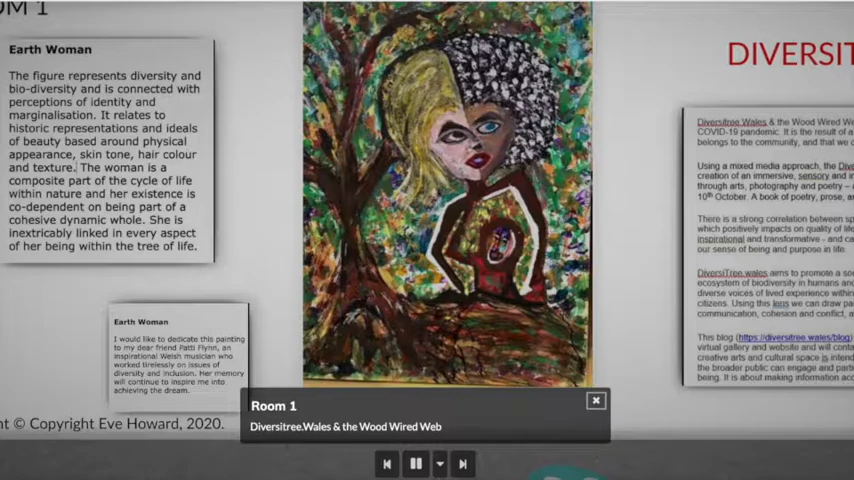 OM 1
Earth Woman
The figure represents diversity and
bio-diversity and is connected with
perceptions of identity and
marginalisation. It relates to
historic representations and ideals
of beauty based around physical
appearance, skin tone, hair colour
and texture. The woman is a
composite part of the cycle of life
within nature and her existence is
co-dependent on being part of a
cohesive dynamic whole. She is
inextricably linked in every aspect
of her being within the tree of life.
Earth Woman
I would like to dedicate this painting
to my dear friend Patti Flynn, an
inspirational Welsh musician who
worked tirelessly on issues of
diversity and inclusion. Her memory
will continue to inspire me into
achieving the dream.
nt © Copyright Eve Howard, 2020.
Room 1
Diversitree.Wales & the Wood Wired Web
DIVERSIT
Diversitree.Wales & the Wood Wired We
COVID-19 pandemic. It is the result of a
belongs to the community, and that we c
Using a mixed media approach, the Dive
creation of an immersive, sensory and in
through arts, photography and poetry –
10th October. A book of poetry, prose, a
There is a strong correlation between sp
which positively impacts on quality of life
inspirational and transformative - and ca
our sense of being and purpose in life.
DiversiTree.wales aims to promote a so
ecosystem of biodiversity in humans and
diverse voices of lived experience within
citizens. Using this lens we can draw pa
communication, cohesion and conflict, a
This blog (https://diversitree.wales/blog)
virtual gallery and website and will conta
creative arts and cultural space is intend
the broader public can engage and parti
being. It is about making information acc